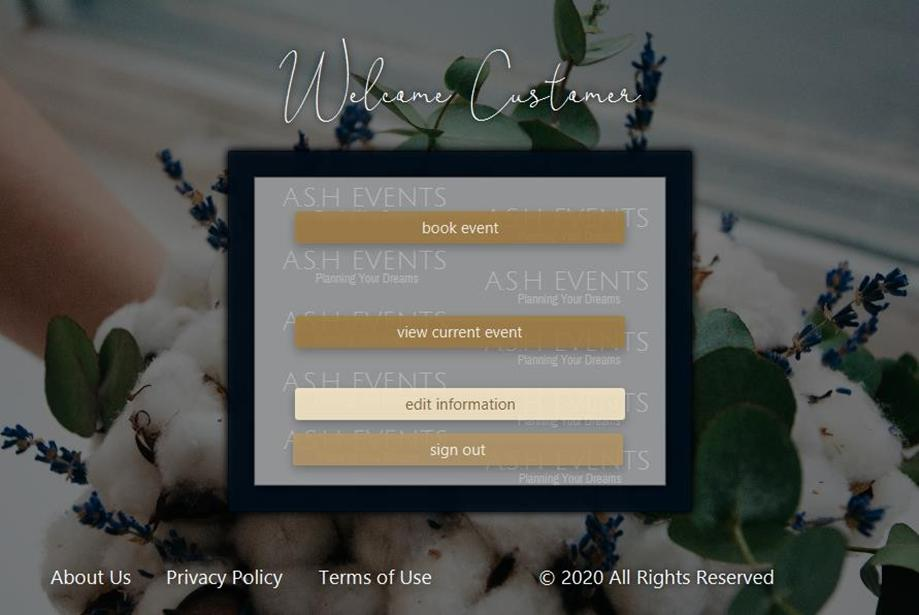 Welcome Customer
A.S.H EVENTS
book event
A.S.H EVENTS
Planning Your Dreams
A.S.H EVENTS
Planning Your Dreams
view current event
Planning Your Dreams
A.S.H EVENTS
edit information
sign out
Planning Your Dreams
About Us Privacy Policy Terms of Use © 2020 All Rights Reserved